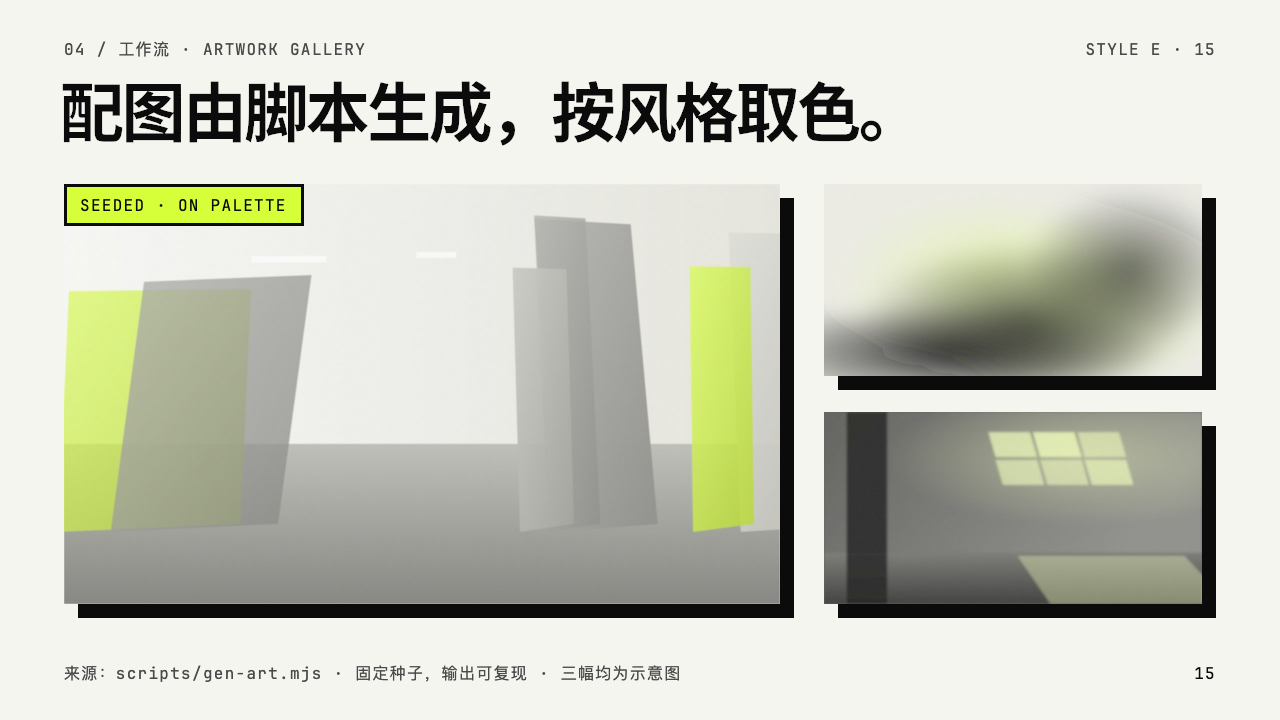 04 / 工作流 · ARTWORK GALLERY
STYLE E · 15
配图由脚本生成，按风格取色。
SEEDED · ON PALETTE
来源：scripts/gen-art.mjs · 固定种子，输出可复现 · 三幅均为示意图
15